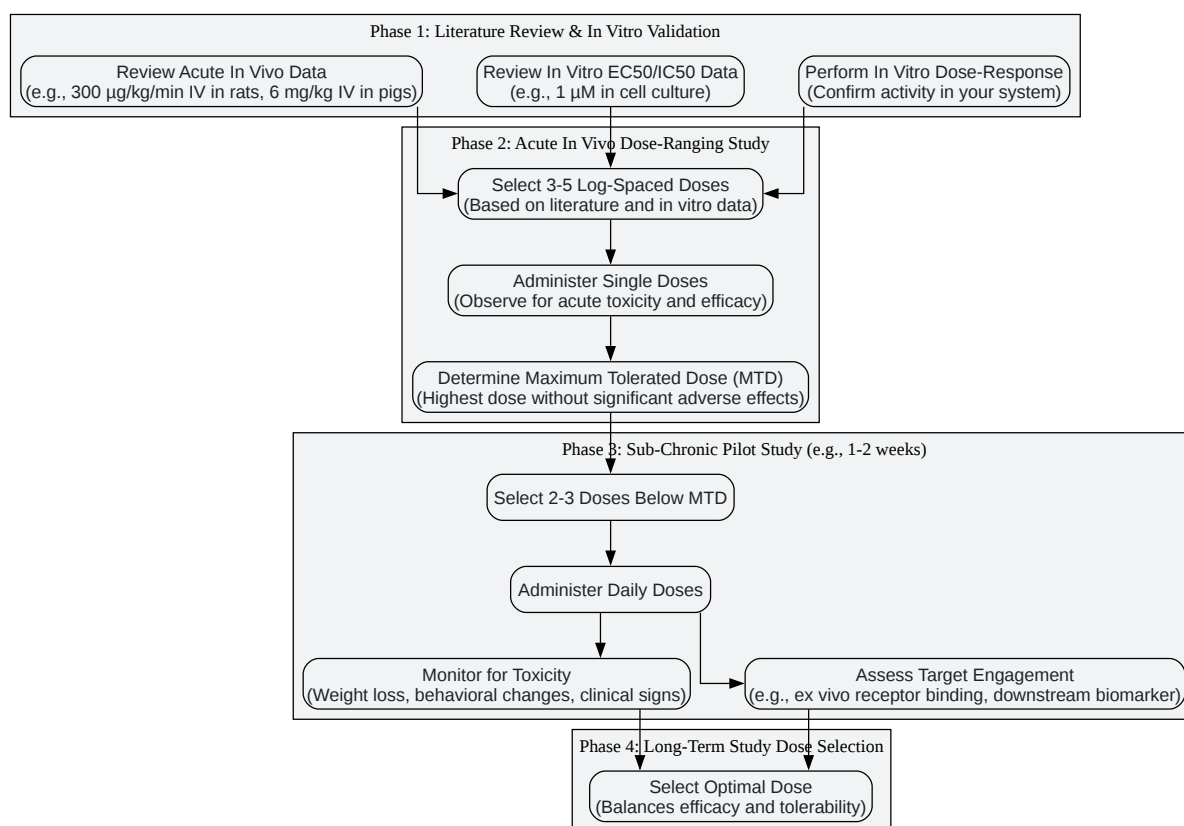 Phase 1: Literature Review & In Vitro Validation
Review Acute In Vivo Data
(e.g., 300 µg/kg/min IV in rats, 6 mg/kg IV in pigs)
Review In Vitro EC50/IC50 Data
(e.g., 1 µM in cell culture)
Perform In Vitro Dose-Response
(Confirm activity in your system)
Phase 2: Acute In Vivo Dose-Ranging Study
Select 3-5 Log-Spaced Doses
(Based on literature and in vitro data)
Administer Single Doses
(Observe for acute toxicity and efficacy)
Determine Maximum Tolerated Dose (MTD)
(Highest dose without significant adverse effects)
Phase 3: Sub-Chronic Pilot Study (e.g., 1-2 weeks)
Select 2-3 Doses Below MTD
Administer Daily Doses
Monitor for Toxicity
(Weight loss, behavioral changes, clinical signs)
Assess Target Engagement
(e.g., ex vivo receptor binding, downstream biomarker)
Phase 4: Long-Term Study Dose Selection
Select Optimal Dose
(Balances efficacy and tolerability)